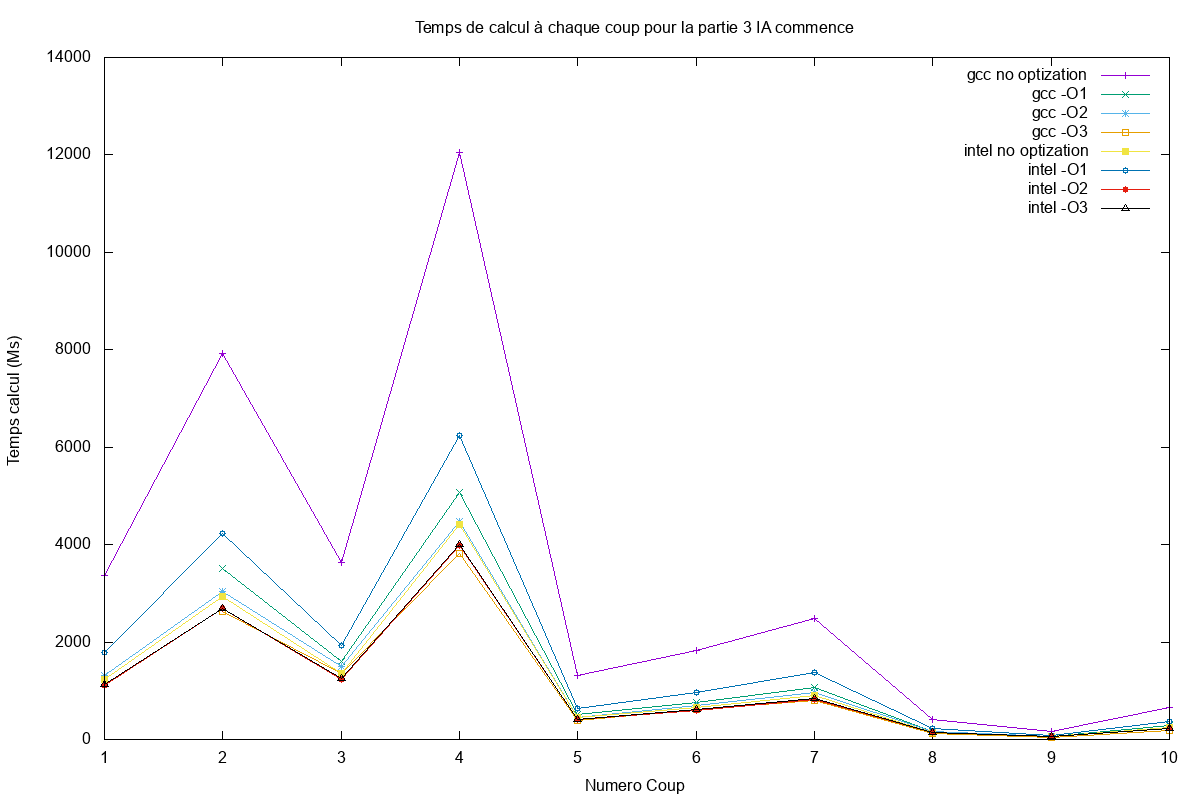 Temps de calcul à chaque coup pour la partie 3 IA commence
14000
12000
10000
8000
6000
4000
2000
0
Temps calcul (Ms)
gcc no optization
gcc -O1
gcc -O2
gcc -O3
intel no optization
intel -O1
intel -O2
intel -O3
1 2 3 4 5 6 7 8 9 10
Numero Coup